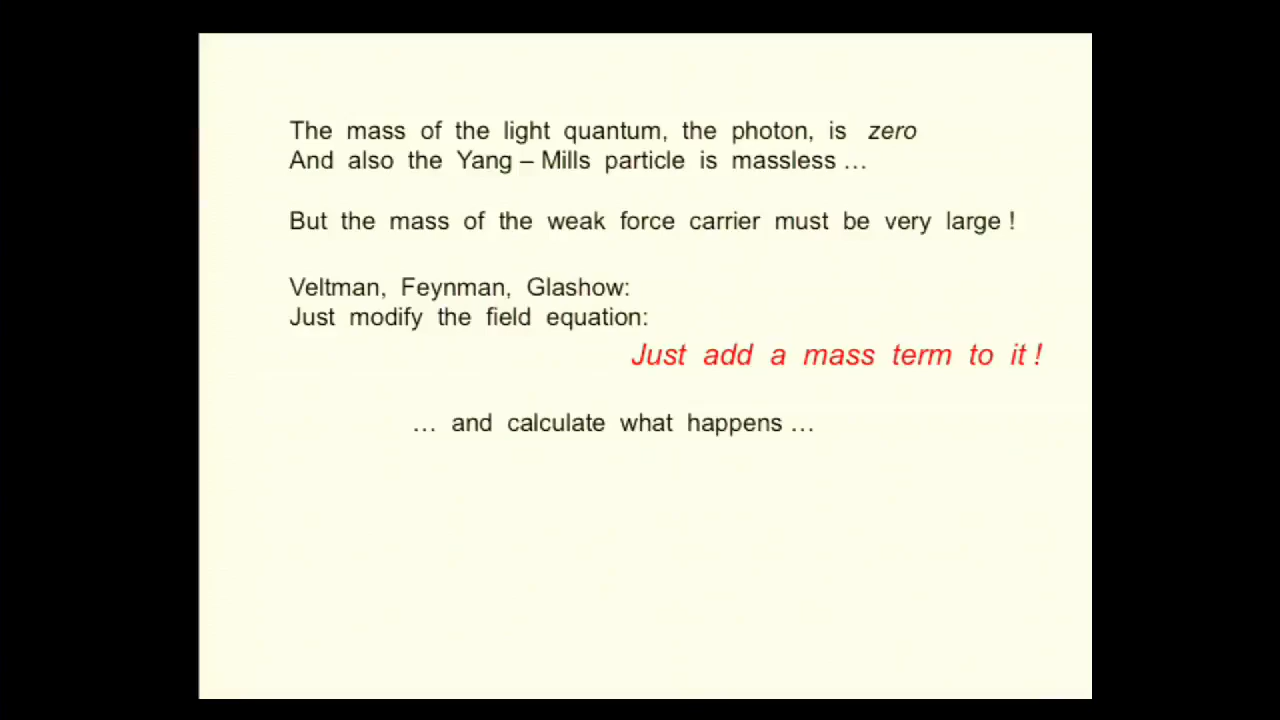 The mass of the light quantum, the photon, is zero
And also the Yang – Mills particle is massless …
But the mass of the weak force carrier must be very large !
Veltman, Feynman, Glashow:
Just modify the field equation:
Just add a mass term to it !
… and calculate what happens …